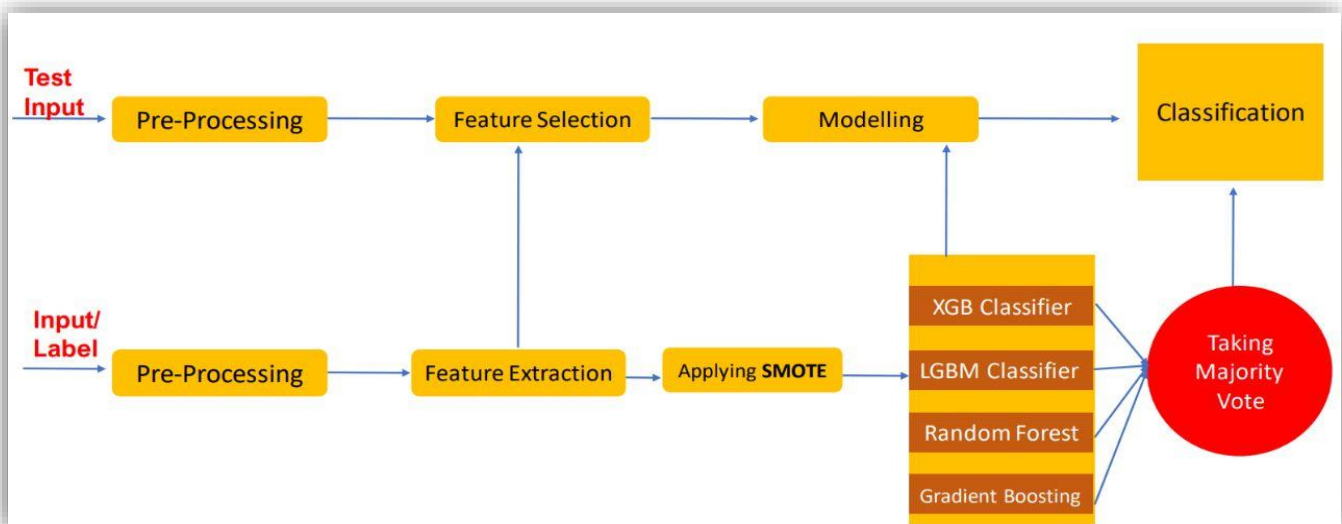 Test
Input
Pre-Processing
Feature Selection
Modelling
Classification
Input/
Label
Pre-Processing
Feature Extraction
Applying SMOTE
XGB Classifier
LGBM Classifier
Random Forest
Gradient Boosting
Taking
Majority
Vote